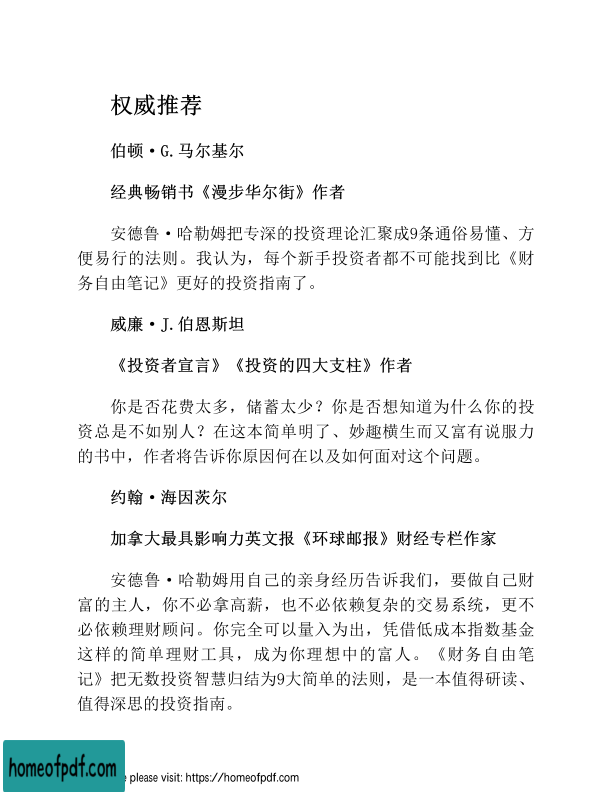 权威推荐
伯顿·G.马尔基尔
经典畅销书《漫步华尔街》作者
安德鲁·哈勒姆把专深的投资理论汇聚成9条通俗易懂、方
便易行的法则。我认为，每个新手投资者都不可能找到比《财
务自由笔记》更好的投资指南了。
威廉·J.伯恩斯坦
《投资者宣言》《投资的四大支柱》作者
你是否花费太多，储蓄太少？你是否想知道为什么你的投
资总是不如别人？在这本简单明了、妙趣横生而又富有说服力
的书中，作者将告诉你原因何在以及如何面对这个问题。
约翰·海因茨尔
加拿大最具影响力英文报《环球邮报》财经专栏作家
安德鲁·哈勒姆用自己的亲身经历告诉我们，要做自己财
富的主人，你不必拿高薪，也不必依赖复杂的交易系统，更不
必依赖理财顾问。你完全可以量入为出，凭借低成本指数基金
这样的简单理财工具，成为你理想中的富人。《财务自由笔
记》把无数投资智慧归结为9大简单的法则，是一本值得研读、
值得深思的投资指南。
homeofpdf.com
please visit: https://homeofpdf.com